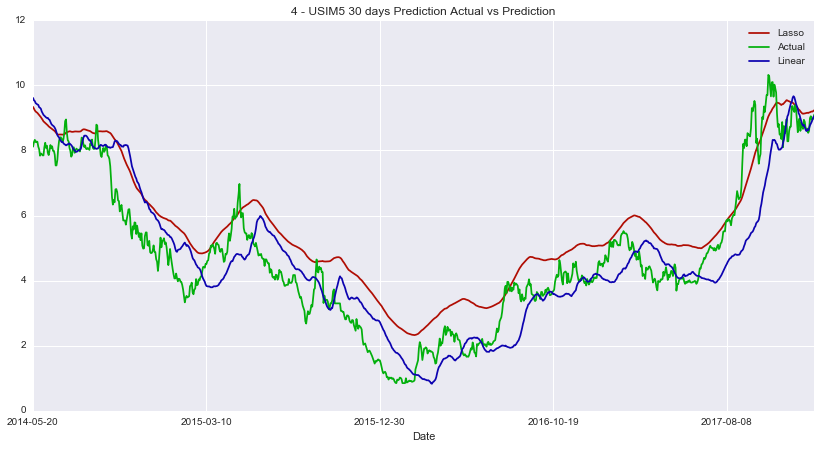 4 - USIM5 30 days Prediction Actual vs Prediction
12
10
8
6
4
2
0
Lasso
Actual
Linear
2014-05-20
2015-03-10
2015-12-30
2016-10-19
2017-08-08
Date